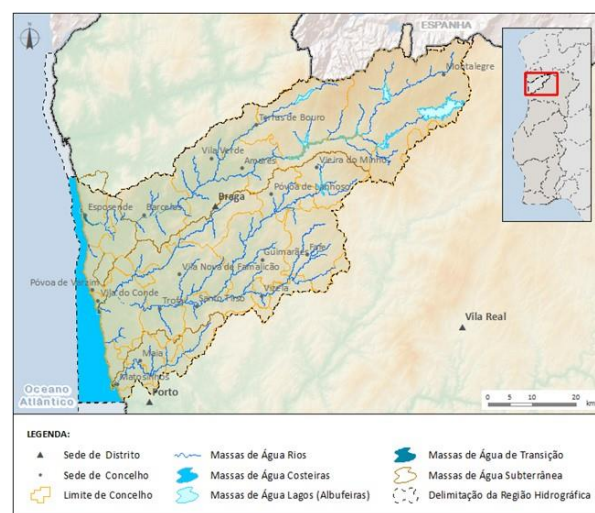 ESPANHA
Montalegre
Terras de Bouro
Vila Verde
Amares
Vieira do Minho
Póvoa de Lanhoso
Braga
Esposende
Barcelos
Guimarães
Fafe
Vila Nova de Famalicão
Póvoa de Varzim
Vizela
Vila do Conde
Trofa
Santo Tirso
Vila Real
Maia
Matosinhos
Porto
Oceano
Atlântico
0 5 10 20
km
LEGENDA:
Sede de Distrito
Massas de Água Rios
Massas de Água de Transição
Sede de Concelho
Massas de Água Costeiras
Massas de Água Subterrânea
Limite de Concelho
Massas de Água Lagos (Albufeiras)
Delimitação da Região Hidrográfica